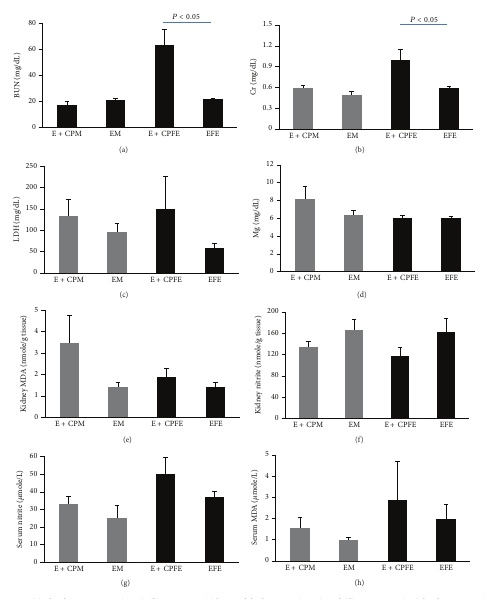 P < 0.05
BUN (mg/dL)
80
60
40
20
0
E + CPM EM E + CPFE EFE
(a)
P < 0.05
Cr (mg/dL)
1.5
1.2
0.9
0.6
0.3
0
E + CPM EM E + CPFE EFE
(b)
LDH (mg/dL)
250
200
150
100
50
0
E + CPM EM E + CPFE EFE
(c)
Mg (mg/dL)
12
10
8
6
4
2
0
E + CPM EM E + CPFE EFE
(d)
Kidney MDA (nmole/g tissue)
5
4
3
2
1
0
E + CPM EM E + CPFE EFE
(e)
Kidney nitrite (nmole/g tissue)
200
160
120
80
40
0
E + CPM EM E + CPFE EFE
(f)
Serum nitrite (μmole/L)
60
50
40
30
20
10
0
E + CPM EM E + CPFE EFE
(g)
Serum MDA (μmole/L)
5
4
3
2
1
0
E + CPM EM E + CPFE EFE
(h)